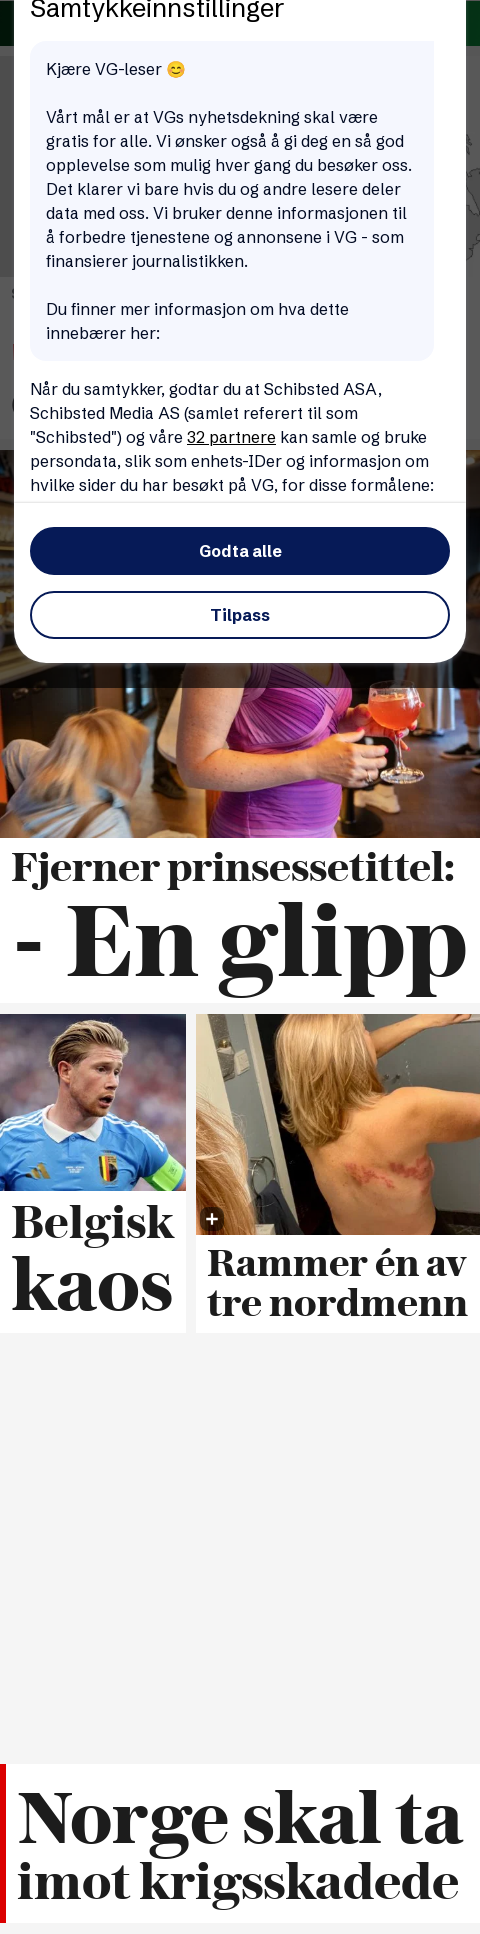 Samtykkeinnstillinger
Kjære VG-leser 😊
Vårt mål er at VGs nyhetsdekning skal være
gratis for alle. Vi ønsker også å gi deg en så god
opplevelse som mulig hver gang du besøker oss.
Det klarer vi bare hvis du og andre lesere deler
data med oss. Vi bruker denne informasjonen til
å forbedre tjenestene og annonsene i VG - som
finansierer journalistikken.
Du finner mer informasjon om hva dette
innebærer her:
Når du samtykker, godtar du at Schibsted ASA,
Schibsted Media AS (samlet referert til som
"Schibsted") og våre 32 partnere kan samle og bruke
persondata, slik som enhets-IDer og informasjon om
hvilke sider du har besøkt på VG, for disse formålene:
Godta alle
Tilpass
Fjerner prinsessetittel:
- En glipp
Belgisk
kaos
Rammer én av
tre nordmenn
Norge skal ta
imot krigsskadede